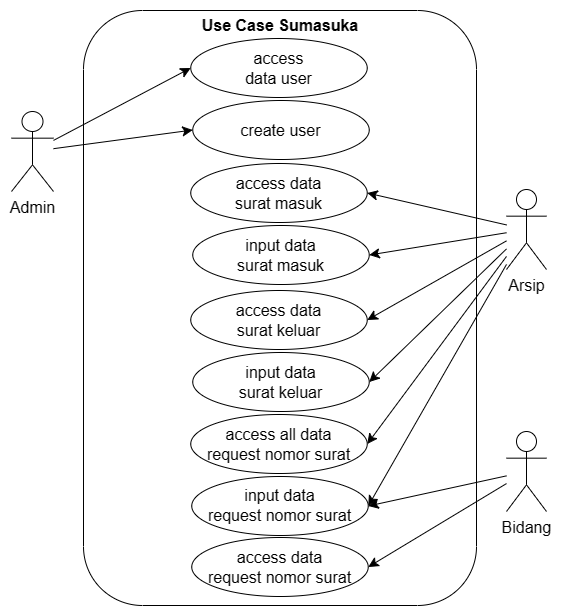 Use Case Sumasuka
access
data user
create user
Admin
access data
surat masuk
input data
surat masuk
Arsip
access data
surat keluar
input data
surat keluar
access all data
request nomor surat
input data
request nomor surat
Bidang
access data
request nomor surat